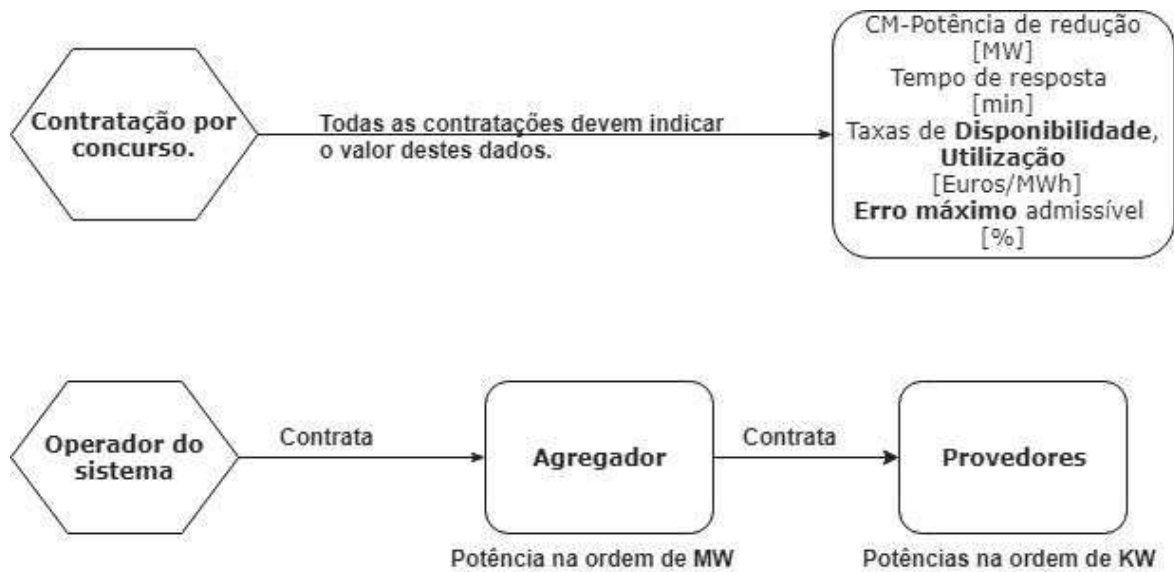 CM-Potência de redução
[MW]
Tempo de resposta
[min]
Taxas de Disponibilidade,
Utilização
[Euros/MWh]
Erro máximo admissível
[%]
Contratação por
concurso.
Todas as contratações devem indicar
o valor destes dados.
Operador do
sistema
Contrata
Agregador
Contrata
Provedores
Potência na ordem de MW
Potências na ordem de KW